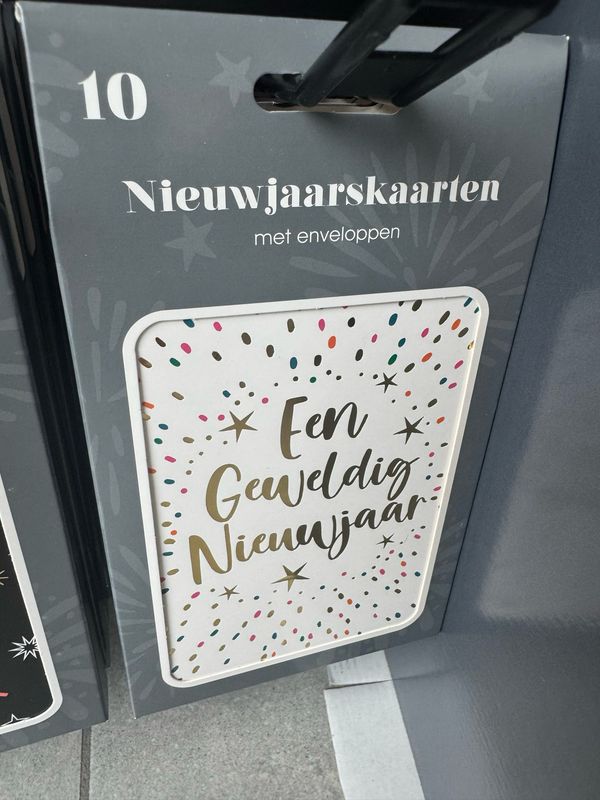 10
Nieuwjaarskaarten
met enveloppen
Een
Geweldig
Nieuwjaar